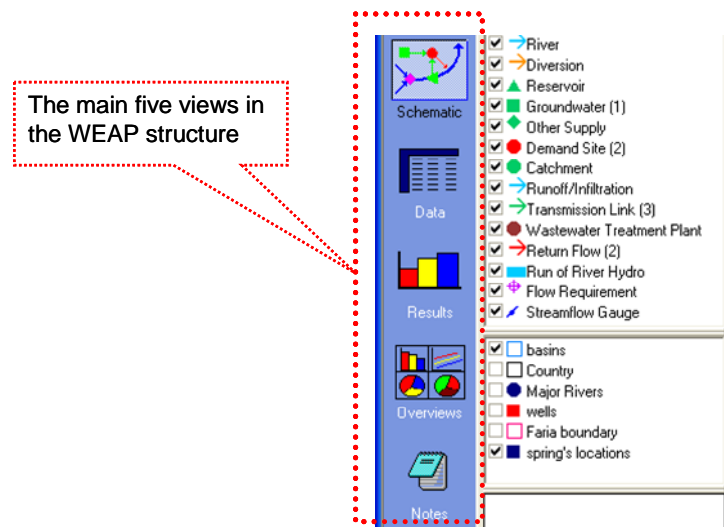 The main five views in
the WEAP structure
Schematic
Data
Results
Overviews
Notes
River
Diversion
Reservoir
Groundwater (1)
Other Supply
Demand Site (2)
Catchment
Runoff/Infiltration
Transmission Link (3)
Wastewater Treatment Plant
Return Flow (2)
Run of River Hydro
Flow Requirement
Streamflow Gauge
basins
Country
Major Rivers
wells
Faria boundary
spring's locations